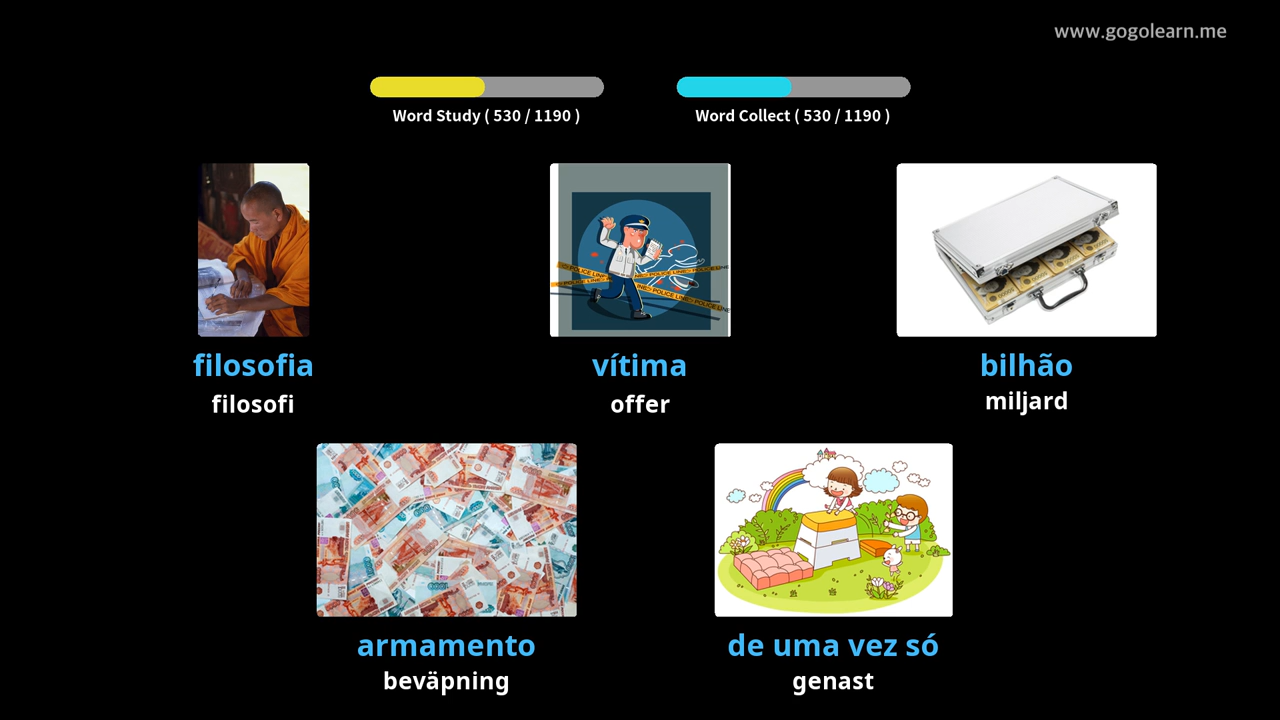 www.gogolearn.me
Word Study ( 530 / 1190 )
Word Collect ( 530 / 1190 )
filosofia
filosofi
vítima
offer
bilhão
miljard
armamento
beväpning
de uma vez só
genast